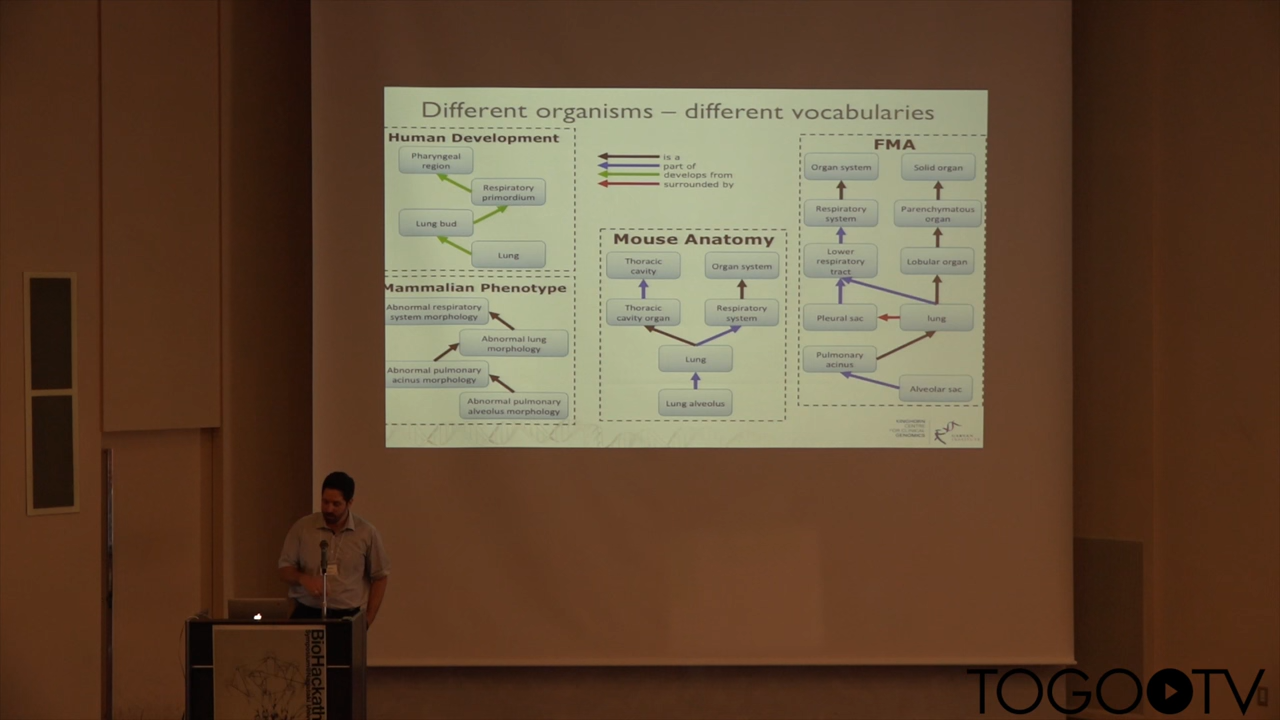 Different organisms – different vocabularies
Human Development
Pharyngeal
region
Respiratory
primordium
Lung bud
Lung
Mammalian Phenotype
Abnormal respiratory
system morphology
Abnormal lung
morphology
Abnormal pulmonary
acinus morphology
Abnormal pulmonary
alveolus morphology
is a
part of
develops from
surrounded by
Mouse Anatomy
Thoracic
cavity
Organ system
Thoracic
cavity organ
Respiratory
system
Lung
Lung alveolus
FMA
Organ system
Solid organ
Respiratory
system
Parenchymatous
organ
Lower
respiratory
tract
Lobular organ
Pleural sac
lung
Pulmonary
acinus
Alveolar sac
BioHackath
TOGOTV